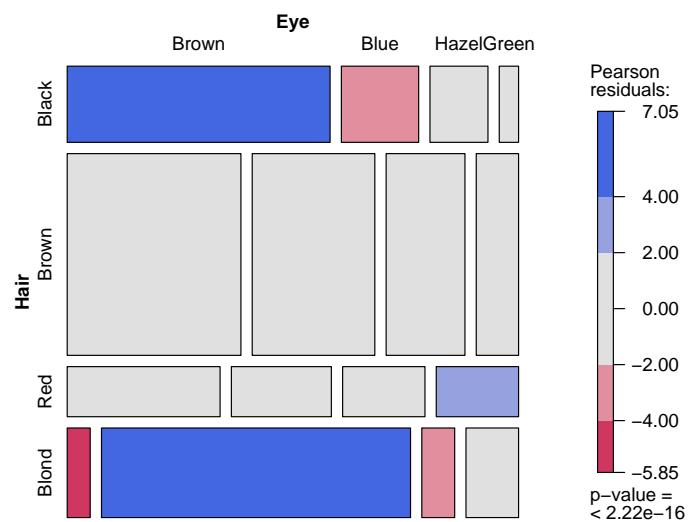 Eye
Brown Blue Hazel Green
Hair
Black
Brown
Red
Blond
Pearson
residuals:
7.05
4.00
2.00
0.00
−2.00
−4.00
−5.85
p−value =
< 2.22e−16